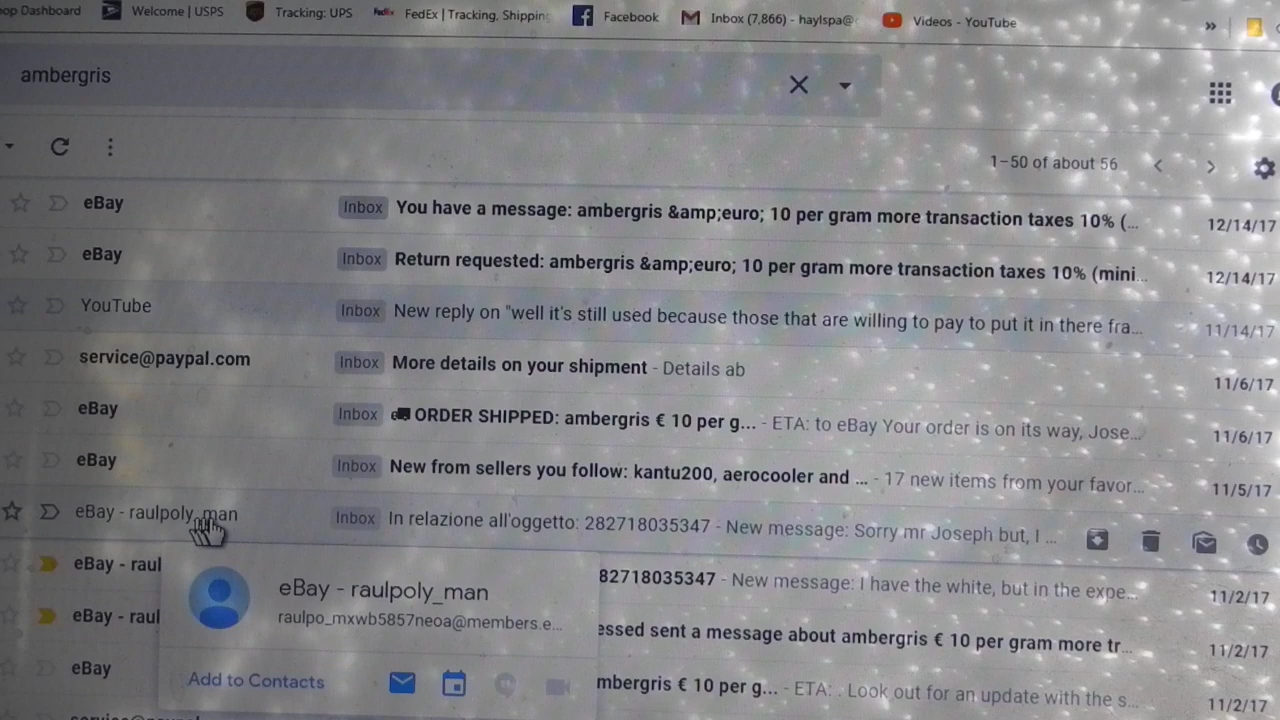 op Dashboard Welcome | USPS Tracking: UPS FedEx | Tracking, Shippin Facebook Inbox (7,866) - haylspa@ Videos - YouTube »
ambergris
1-50 of about 56
eBay Inbox You have a message: ambergris &amp;euro; 10 per gram more transaction taxes 10% (... 12/14/17
eBay Inbox Return requested: ambergris &amp;euro; 10 per gram more transaction taxes 10% (mini... 12/14/17
YouTube Inbox New reply on "well it's still used because those that are willing to pay to put it in there fra... 11/14/17
service@paypal.com Inbox More details on your shipment - Details ab 11/6/17
eBay Inbox ORDER SHIPPED: ambergris € 10 per g... - ETA: to eBay Your order is on its way, Jose... 11/6/17
eBay Inbox New from sellers you follow: kantu200, aerocooler and ... - 17 new items from your favor... 11/5/17
eBay - raulpoly_man Inbox In relazione all'oggetto: 282718035347 - New message: Sorry mr Joseph but, I ...
eBay - raul 82718035347 - New message: I have the white, but in the expe... 11/2/17
eBay - raul essed sent a message about ambergris € 10 per gram more tr... 11/2/17
eBay mbergris € 10 per g... - ETA: . Look out for an update with the s... 11/2/17
eBay - raulpoly_man
raulpo_mxwb5857neoa@members.e...
Add to Contacts